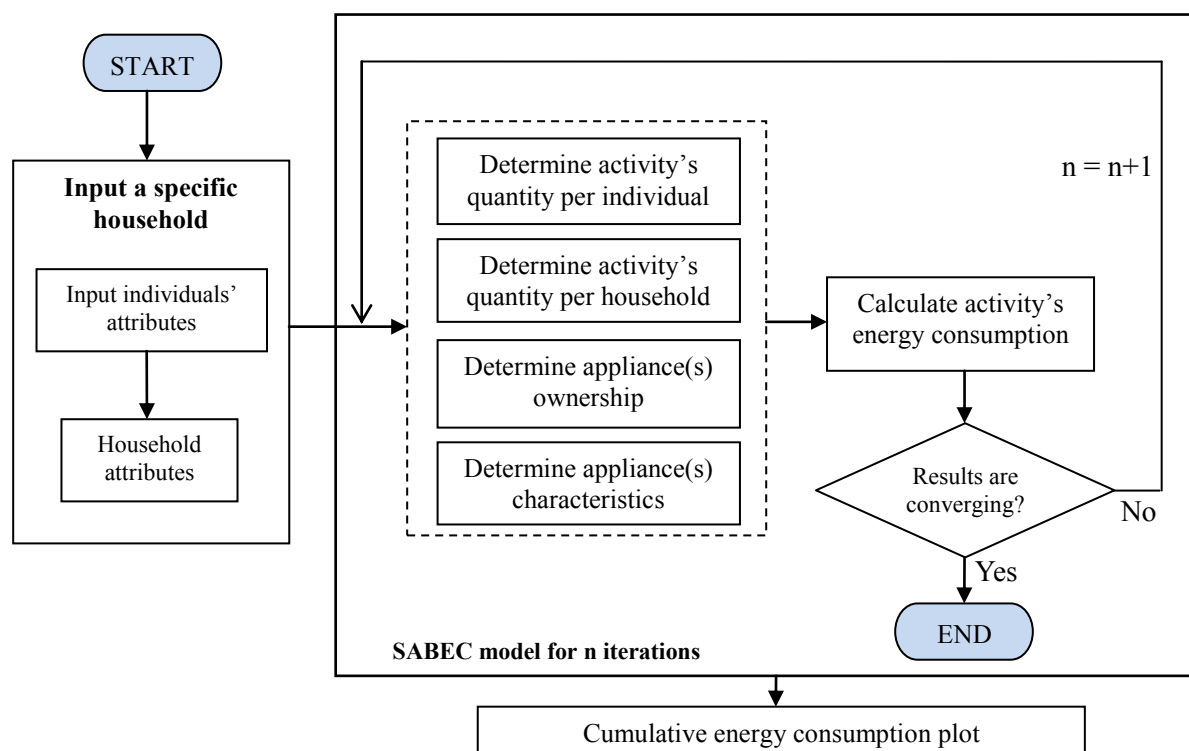 START
Input a specific
household
Input individuals’
attributes
Household
attributes
Determine activity’s
quantity per individual
Determine activity’s
quantity per household
Determine appliance(s)
ownership
Determine appliance(s)
characteristics
n = n+1
Calculate activity’s
energy consumption
Results are
converging?
No
Yes
END
SABEC model for n iterations
Cumulative energy consumption plot